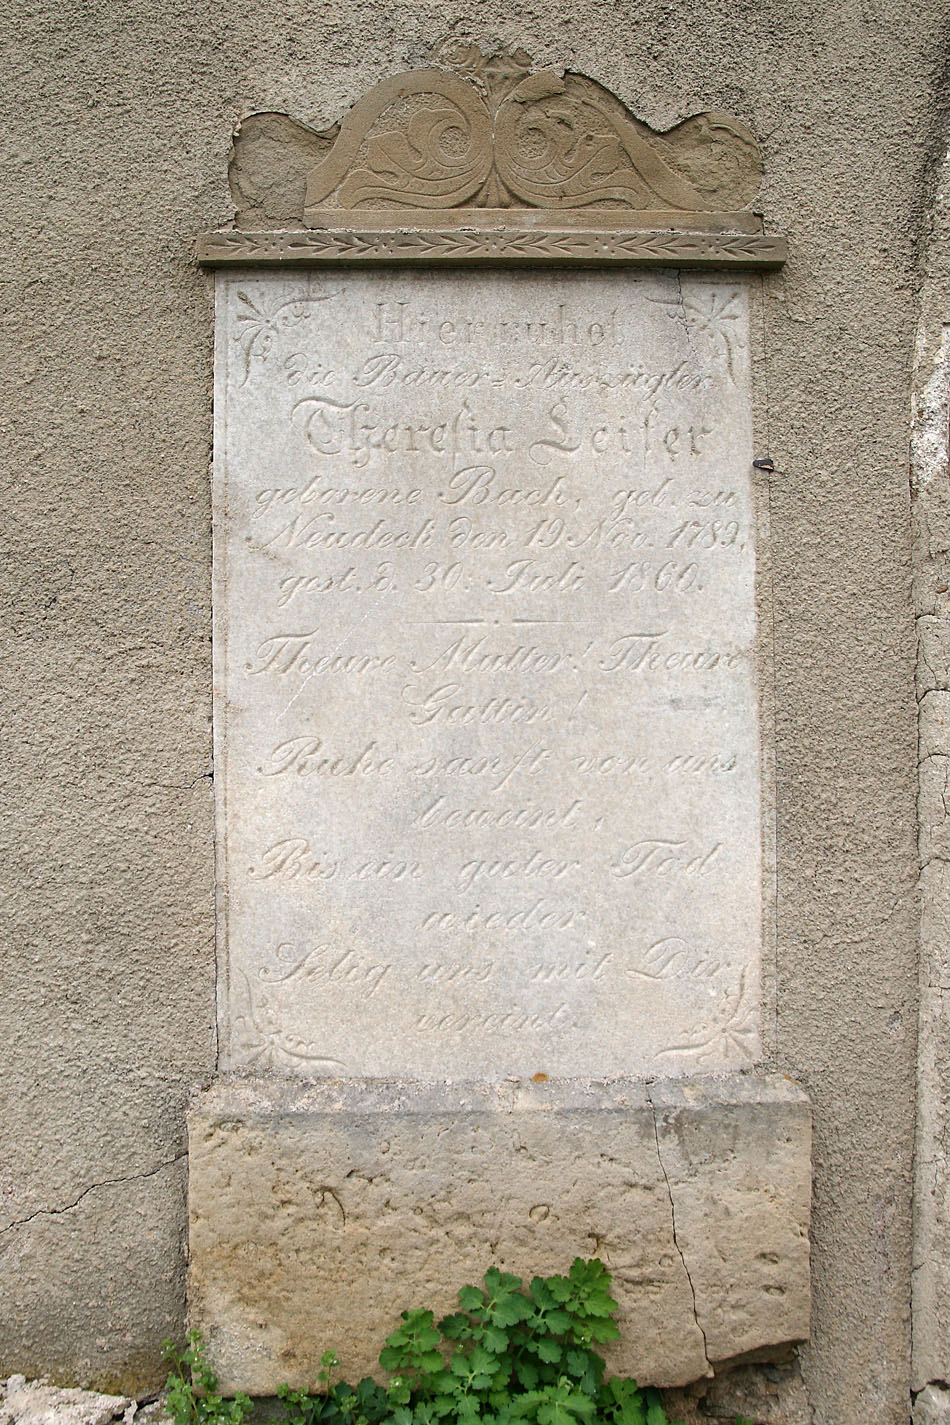 Hier ruhet
die Bauer-Auszügler
Theresia Leiser
geborene Bach, geb. zu
Neudeck den 19. Nov. 1789,
gest. d. 30. Juli 1860.
Theure Mutter! Theure
Gattin!
Ruhe sanft von uns
beweint,
Bis ein guter Tod
wieder
Selig uns mit Dir
vereint